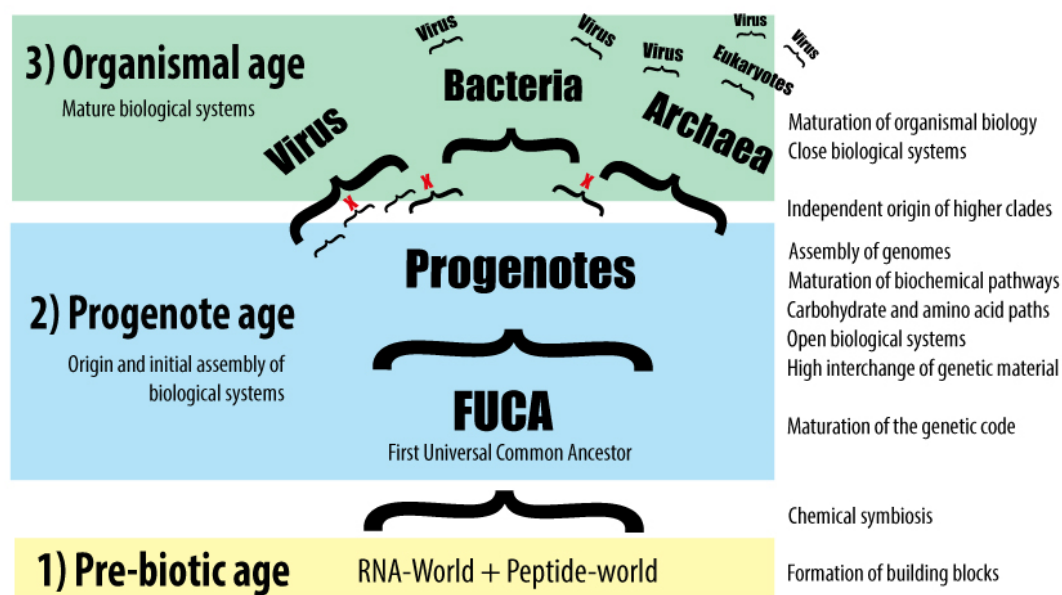 Virus
Virus
Virus
Virus
Virus
Eukaryotes
3) Organismal age
Mature biological systems
Bacteria
Virus
Archaea
Maturation of organismal biology
Close biological systems
X
X
X
Independent origin of higher clades
Progenotes
Assembly of genomes
Maturation of biochemical pathways
Carbohydrate and amino acid paths
Open biological systems
High interchange of genetic material
2) Progenote age
Origin and initial assembly of
biological systems
FUCA
First Universal Common Ancestor
Maturation of the genetic code
Chemical symbiosis
1) Pre-biotic age
RNA-World + Peptide-world
Formation of building blocks